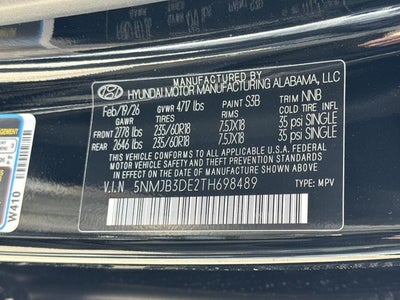 MANUFACTURED BY
HYUNDAI MOTOR MANUFACTURING ALABAMA, LLC
Feb/19/26 GVWR 4717 lbs PAINT S3B TRIM NNB
GAWR TIRE RIM COLD TIRE INFL
FRONT 2778 lbs 235/60R18 7.5JX18 35 psi SINGLE
REAR 2646 lbs 235/60R18 7.5JX18 35 psi SINGLE
THIS VEHICLE CONFORMS TO ALL APPLICABLE U.S. FEDERAL
MOTOR VEHICLE SAFETY AND THEFT PREVENTION STANDARDS
IN EFFECT ON THE DATE OF MANUFACTURE SHOWN ABOVE.
V.I.N 5NMJB3DE2TH698489 TYPE: MPV
W410